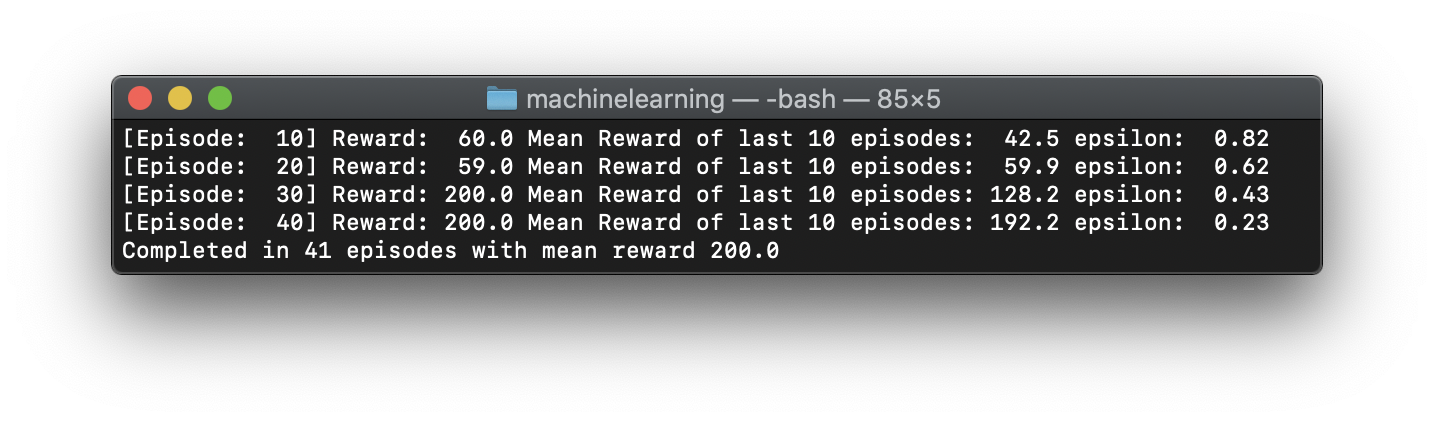 machinelearning — -bash — 85×5
[Episode:  10] Reward:  60.0 Mean Reward of last 10 episodes:  42.5 epsilon:  0.82
[Episode:  20] Reward:  59.0 Mean Reward of last 10 episodes:  59.9 epsilon:  0.62
[Episode:  30] Reward: 200.0 Mean Reward of last 10 episodes: 128.2 epsilon:  0.43
[Episode:  40] Reward: 200.0 Mean Reward of last 10 episodes: 192.2 epsilon:  0.23
Completed in 41 episodes with mean reward 200.0